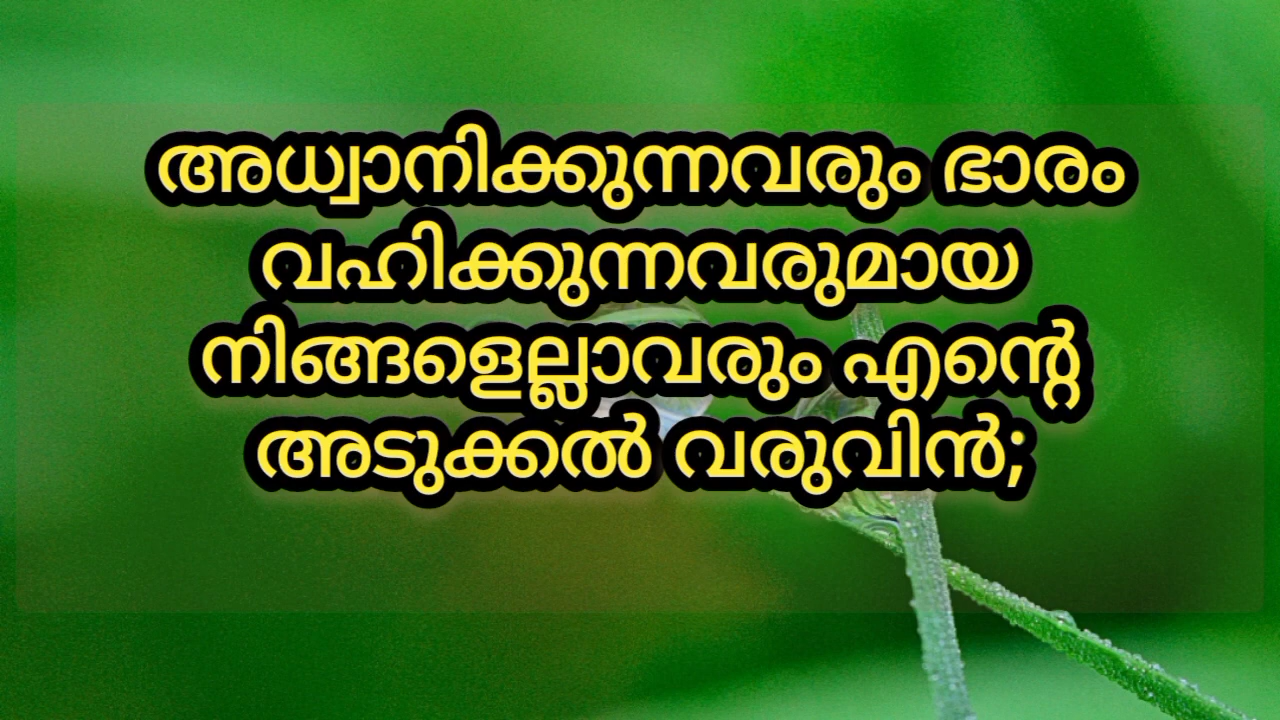 അധ്വാനിക്കുന്നവരും ഭാരം
വഹിക്കുന്നവരുമായ
നിങ്ങളെല്ലാവരും എന്റെ
അടുക്കൽ വരുവിൻ;